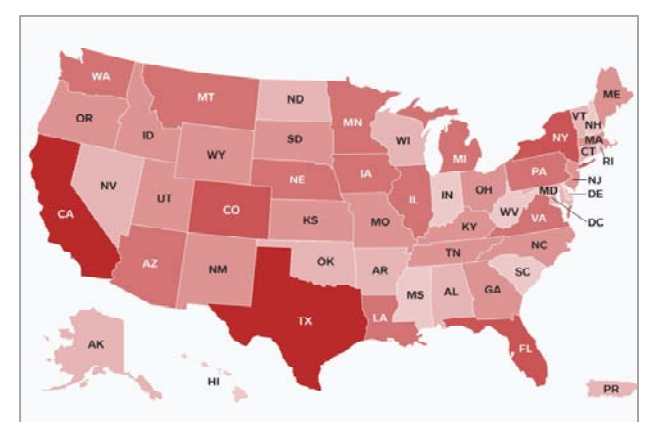 WA
MT
ND
MN
ME
OR
ID
WY
SD
WI
MI
NY
VT
NH
MA
CT
RI
NV
UT
CO
NE
IA
IL
IN
OH
PA
NJ
DE
MD
DC
CA
KS
MO
KY
WV
VA
AZ
NM
OK
AR
TN
NC
SC
MS
AL
GA
TX
LA
FL
AK
HI
PR